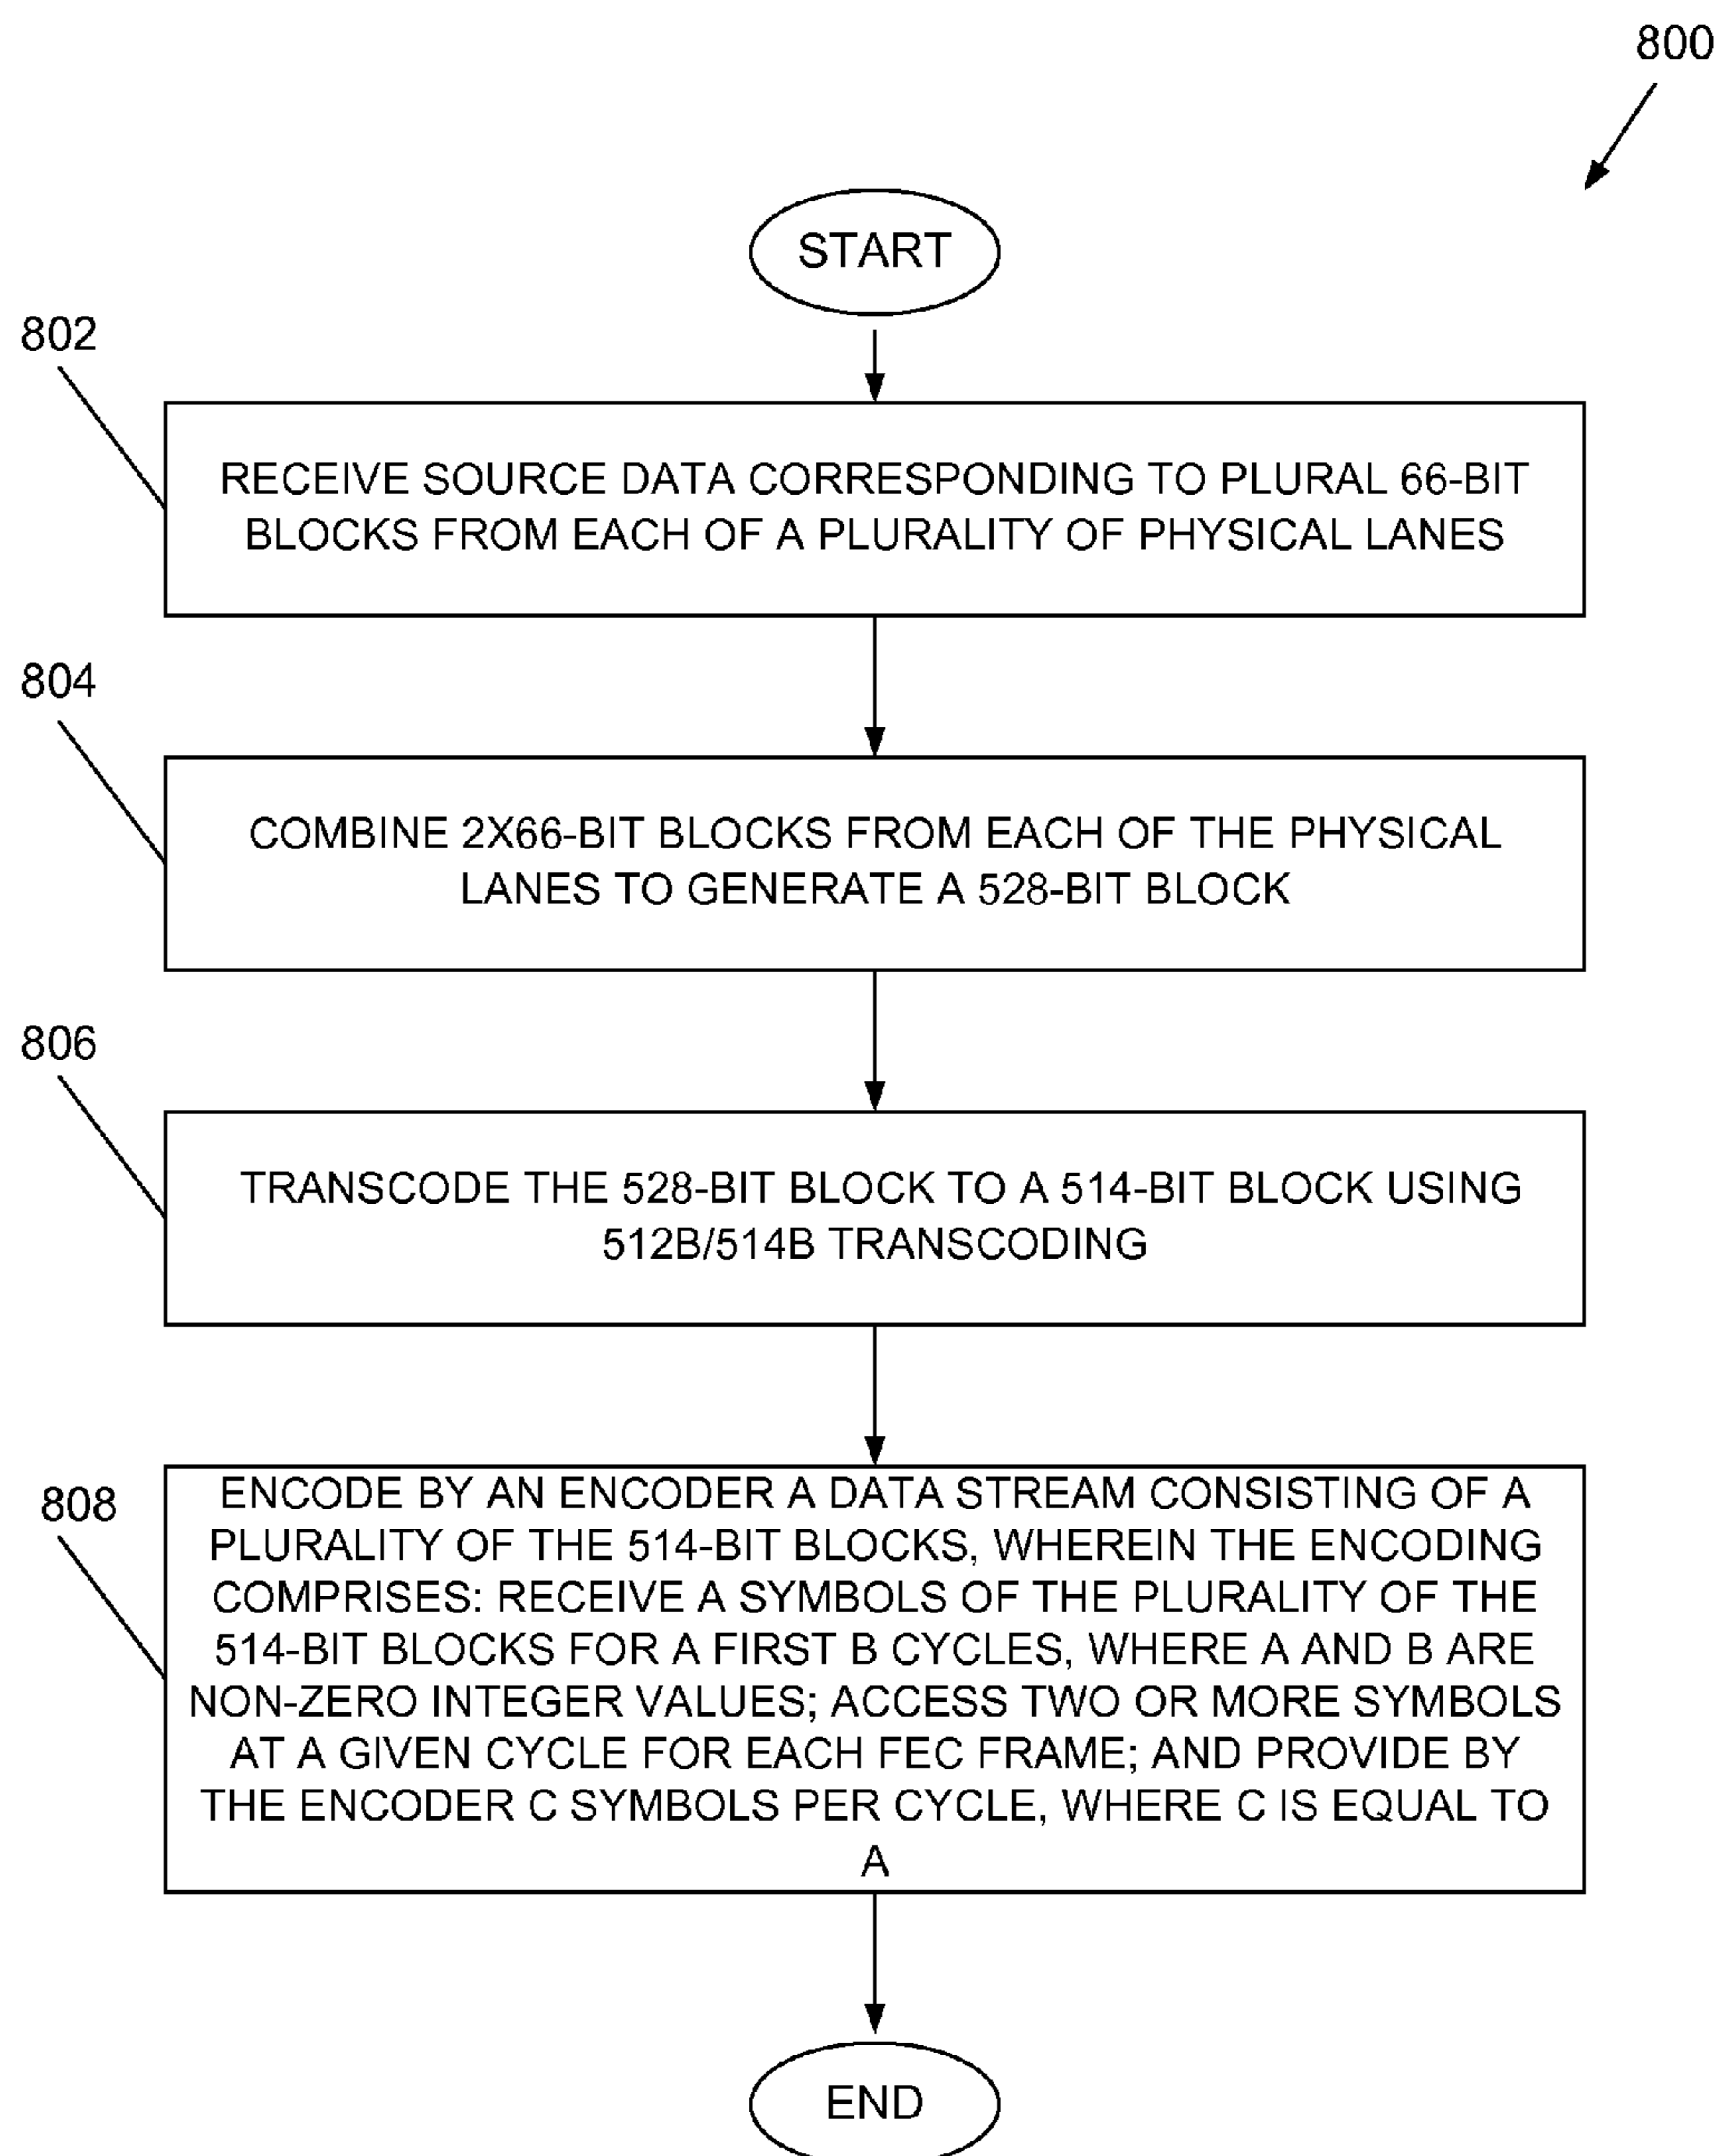 800
START
802
RECEIVE SOURCE DATA CORRESPONDING TO PLURAL 66-BIT
BLOCKS FROM EACH OF A PLURALITY OF PHYSICAL LANES
804
COMBINE 2X66-BIT BLOCKS FROM EACH OF THE PHYSICAL
LANES TO GENERATE A 528-BIT BLOCK
806
TRANSCODE THE 528-BIT BLOCK TO A 514-BIT BLOCK USING
512B/514B TRANSCODING
808
ENCODE BY AN ENCODER A DATA STREAM CONSISTING OF A
PLURALITY OF THE 514-BIT BLOCKS, WHEREIN THE ENCODING
COMPRISES: RECEIVE A SYMBOLS OF THE PLURALITY OF THE
514-BIT BLOCKS FOR A FIRST B CYCLES, WHERE A AND B ARE
NON-ZERO INTEGER VALUES; ACCESS TWO OR MORE SYMBOLS
AT A GIVEN CYCLE FOR EACH FEC FRAME; AND PROVIDE BY
THE ENCODER C SYMBOLS PER CYCLE, WHERE C IS EQUAL TO
A
END